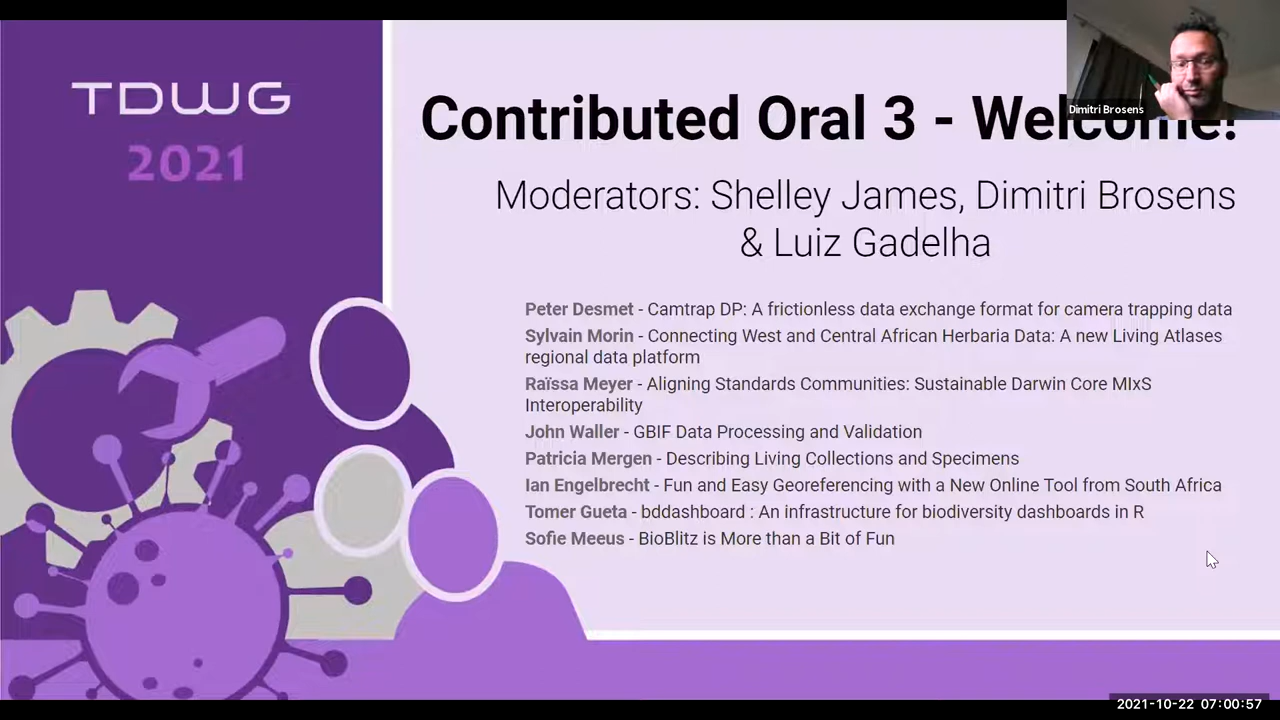 TDWG
2021
Contributed Oral 3 - Welcome!
Dimitri Brosens
Moderators: Shelley James, Dimitri Brosens
& Luiz Gadelha
Peter Desmet - Camtrap DP: A frictionless data exchange format for camera trapping data
Sylvain Morin - Connecting West and Central African Herbaria Data: A new Living Atlases
regional data platform
Raïssa Meyer - Aligning Standards Communities: Sustainable Darwin Core MIxS
Interoperability
John Waller - GBIF Data Processing and Validation
Patricia Mergen - Describing Living Collections and Specimens
Ian Engelbrecht - Fun and Easy Georeferencing with a New Online Tool from South Africa
Tomer Gueta - bddashboard : An infrastructure for biodiversity dashboards in R
Sofie Meeus - BioBlitz is More than a Bit of Fun
2021-10-22 07:00:57